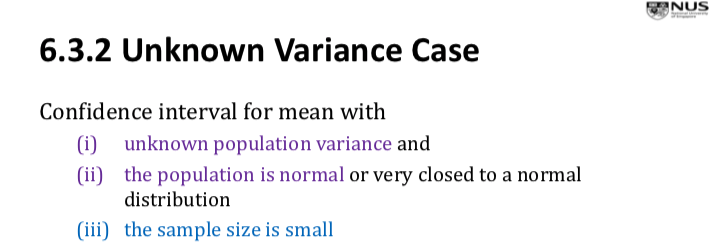 NUS
National University
of Singapore
6.3.2 Unknown Variance Case
Confidence interval for mean with
(i) unknown population variance and
(ii) the population is normal or very closed to a normal
distribution
(iii) the sample size is small